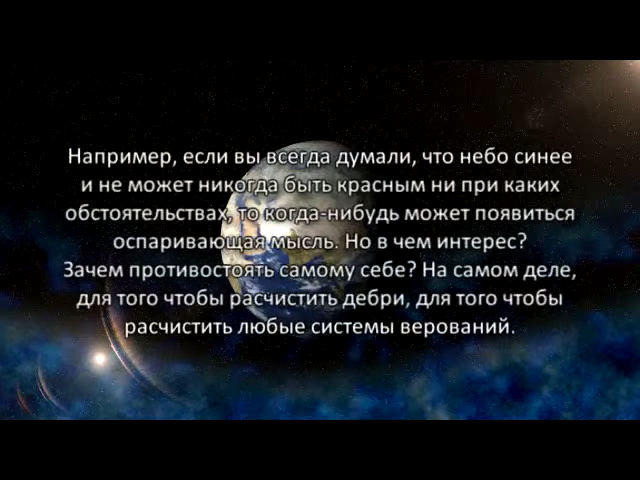 Например, если вы всегда думали, что небо синее
и не может никогда быть красным ни при каких
обстоятельствах, то когда-нибудь может появиться
оспаривающая мысль. Но в чем интерес?
Зачем противостоять самому себе? На самом деле,
для того чтобы расчистить дебри, для того чтобы
расчистить любые системы верований.